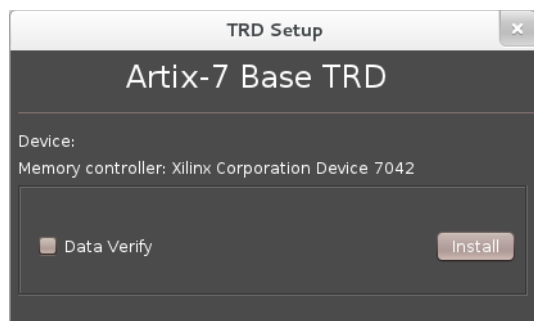 TRD Setup
Artix-7 Base TRD
Device:
Memory controller: Xilinx Corporation Device 7042
Data Verify
Install